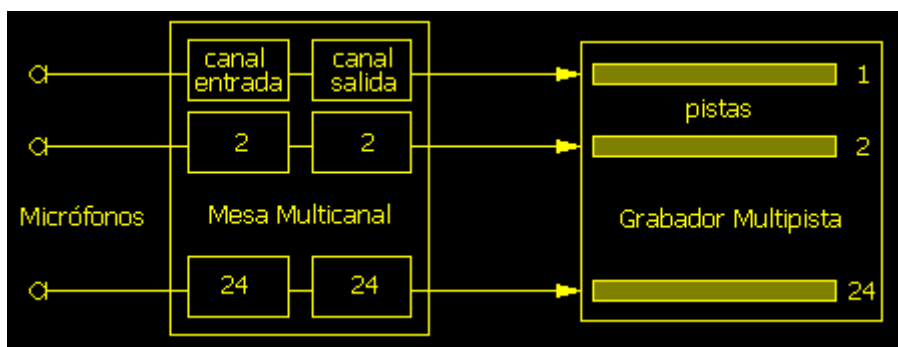 canal
entrada
canal
salida
1
pistas
2
2
2
Micrófonos
Mesa Multicanal
Grabador Multipista
24
24
24